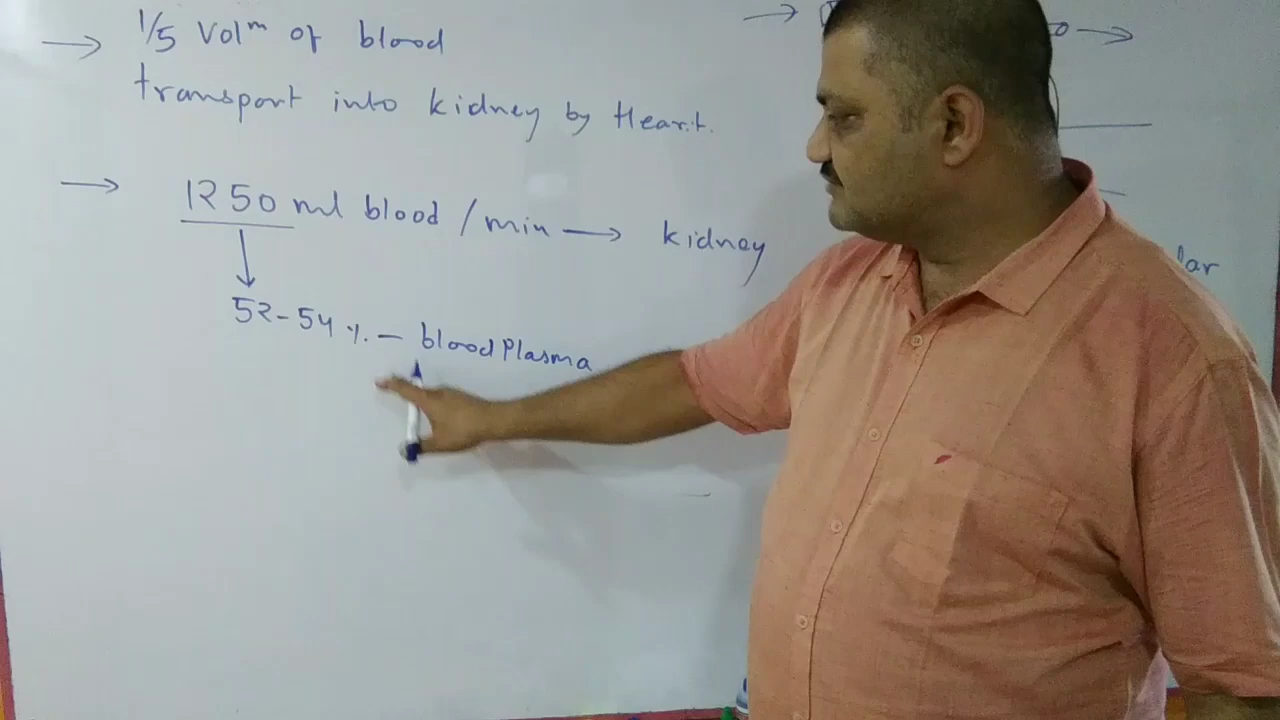 → 1/5 Volᵐ of blood
transport into kidney by Heart.
→ 1250 ml blood / min → kidney
↓
52-54 %. — blood Plasma
lar